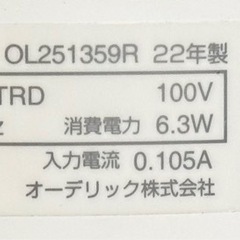 OL251359R 22年製
TRD 100V
z 消費電力 6.3W
入力電流 0.105A
オーデリック株式会社